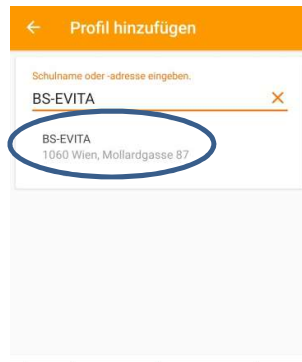 Profil hinzufügen
Schulname oder -adresse eingeben.
BS-EVITA
BS-EVITA
1060 Wien, Mollardgasse 87